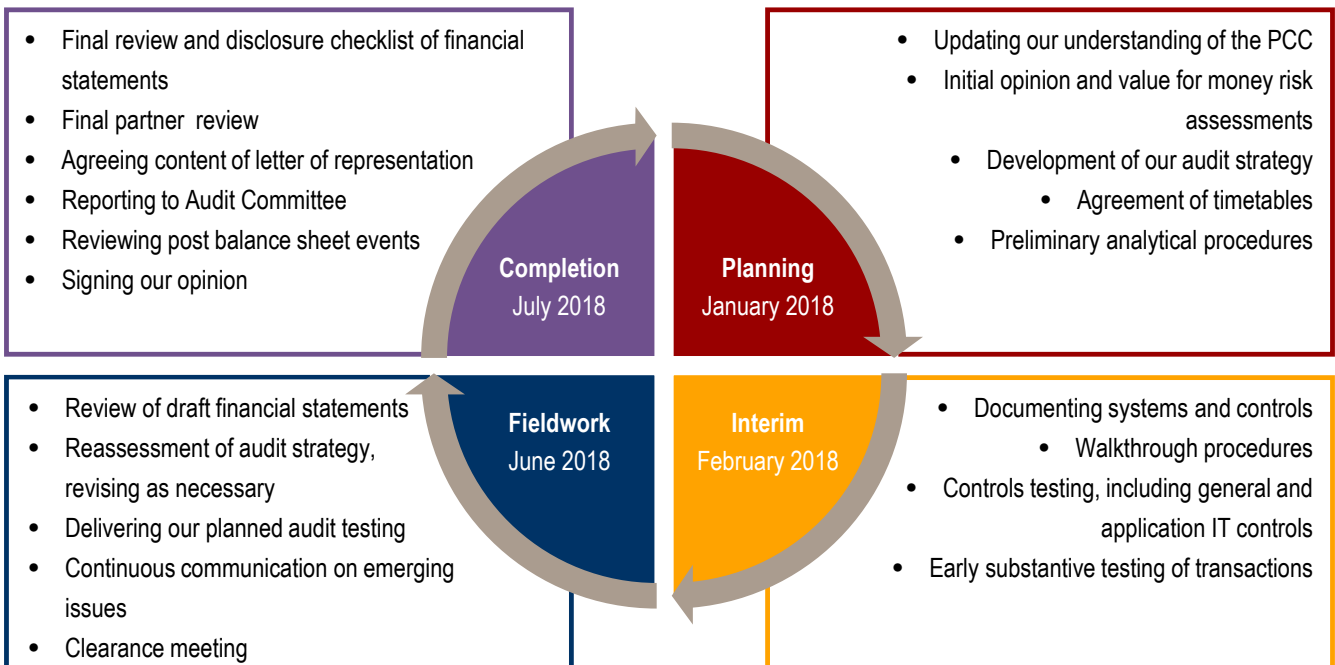 • Final review and disclosure checklist of financial
statements
• Final partner review
• Agreeing content of letter of representation
• Reporting to Audit Committee
• Reviewing post balance sheet events
• Signing our opinion
• Updating our understanding of the PCC
• Initial opinion and value for money risk
assessments
• Development of our audit strategy
• Agreement of timetables
• Preliminary analytical procedures
Completion
July 2018
Planning
January 2018
Fieldwork
June 2018
Interim
February 2018
• Review of draft financial statements
• Reassessment of audit strategy,
revising as necessary
• Delivering our planned audit testing
• Continuous communication on emerging
issues
• Clearance meeting
• Documenting systems and controls
• Walkthrough procedures
• Controls testing, including general and
application IT controls
• Early substantive testing of transactions